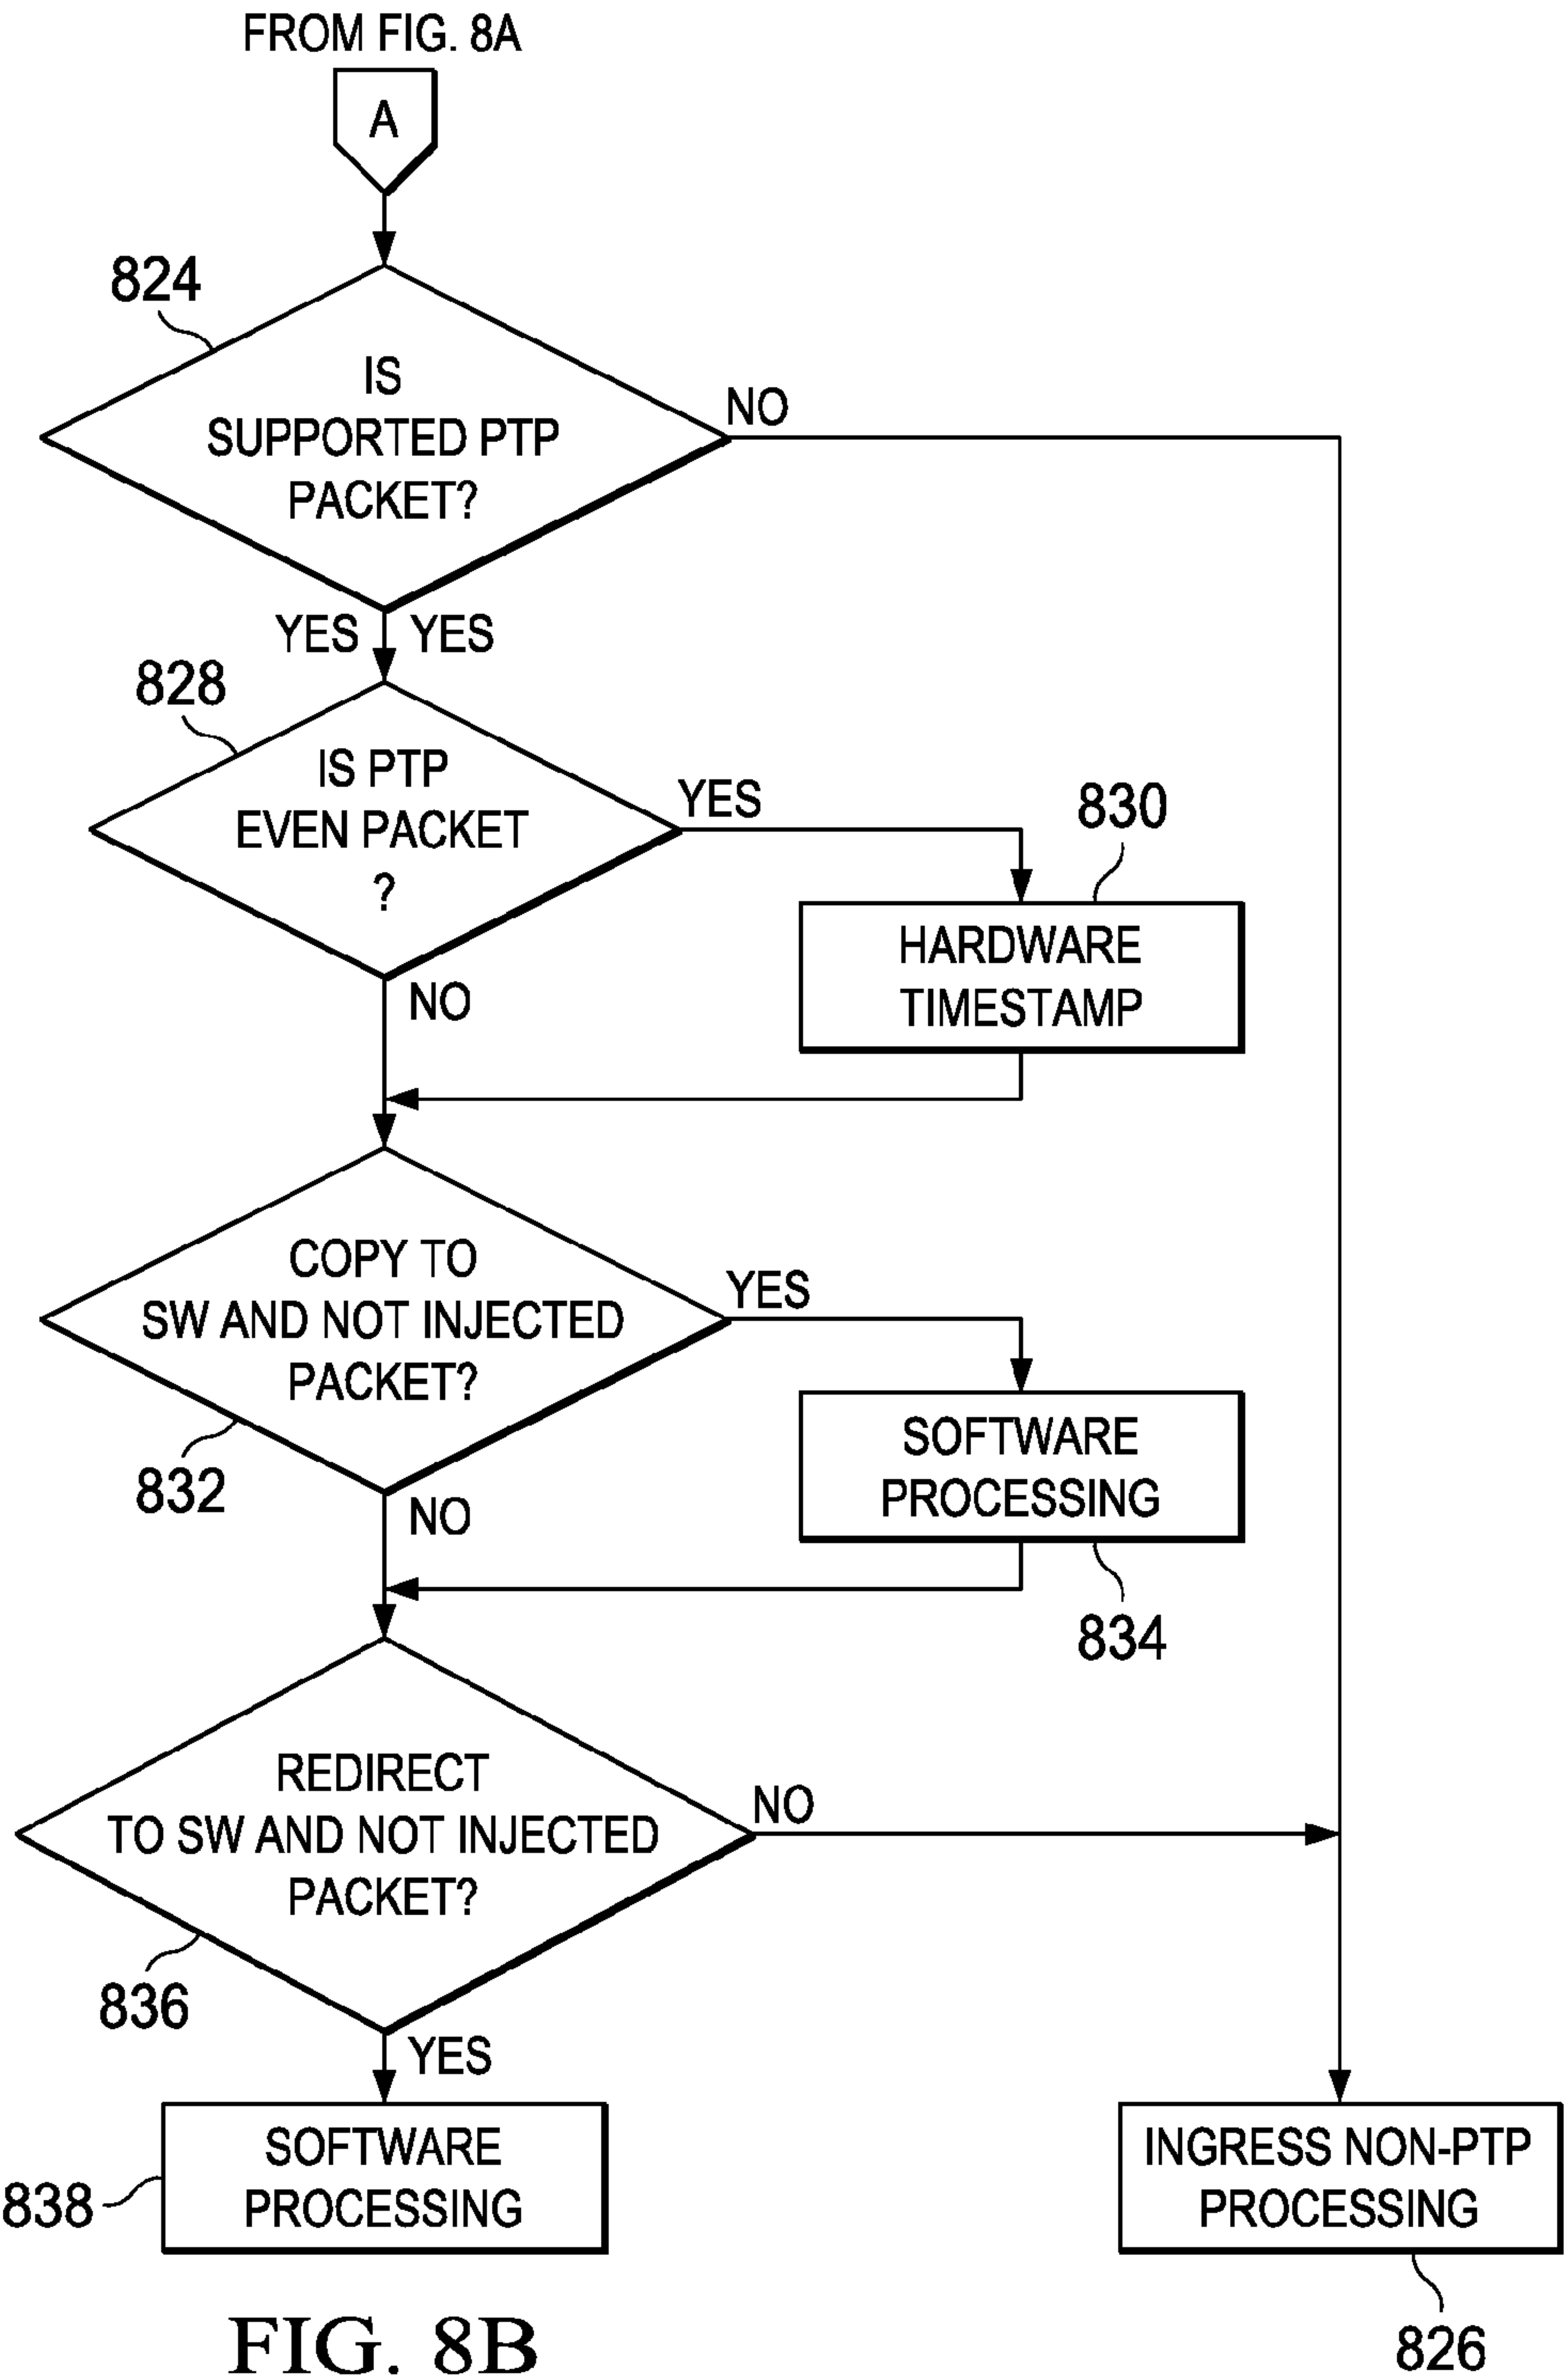 FROM FIG. 8A
A
824
IS
SUPPORTED PTP
PACKET?
NO
YES YES
828
IS PTP
EVEN PACKET
?
YES
830
HARDWARE
TIMESTAMP
NO
COPY TO
SW AND NOT INJECTED
PACKET?
YES
832
NO
SOFTWARE
PROCESSING
834
REDIRECT
TO SW AND NOT INJECTED
PACKET?
NO
836
YES
SOFTWARE
PROCESSING
838
INGRESS NON-PTP
PROCESSING
826
FIG. 8B